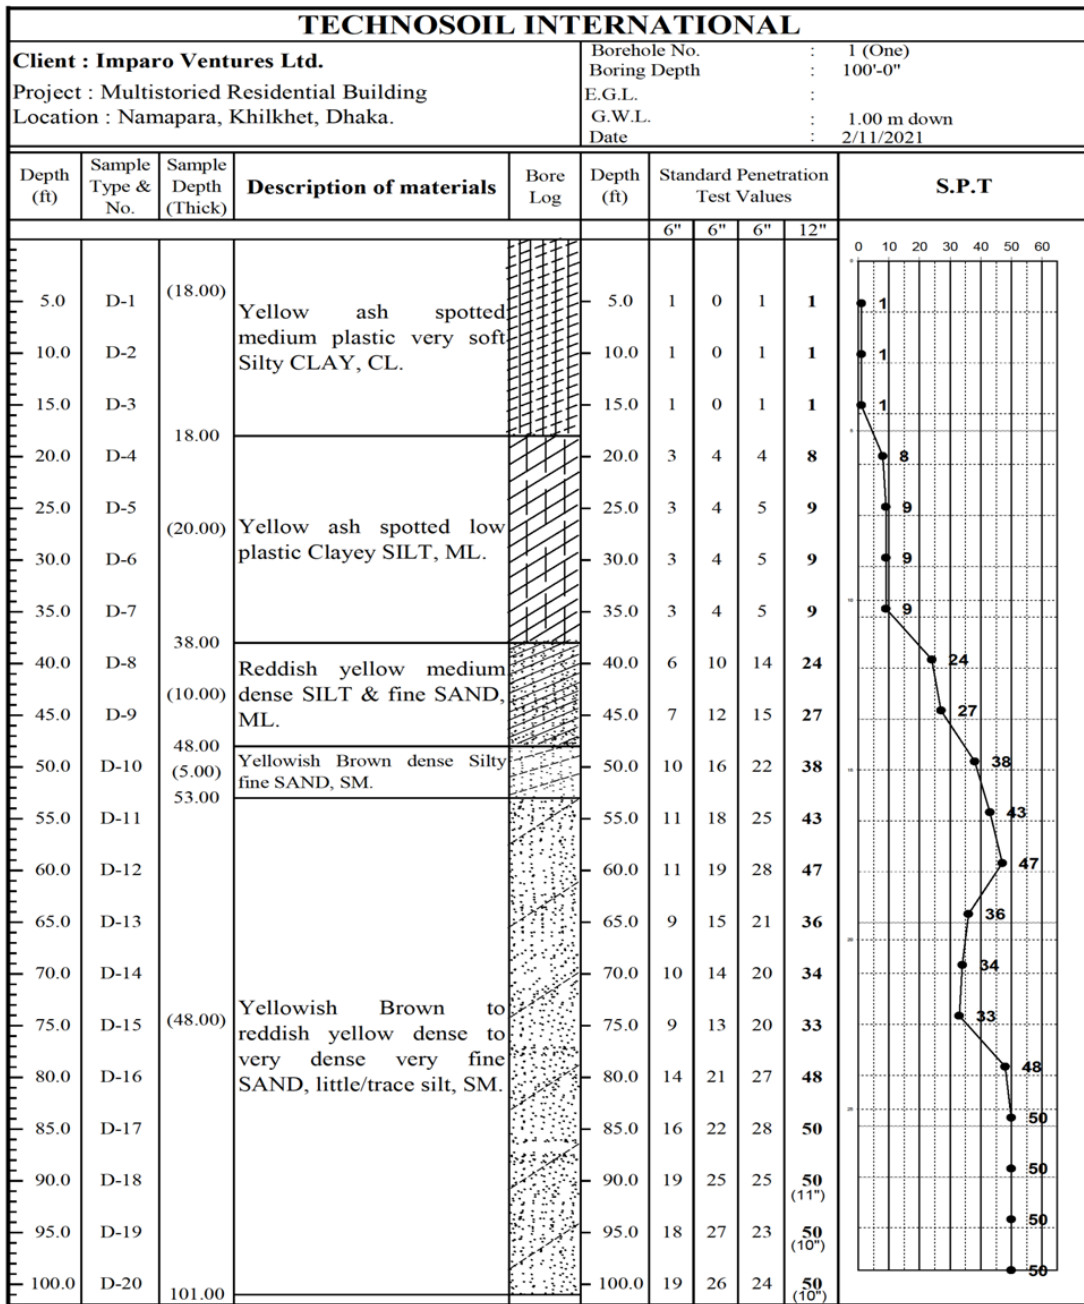 TECHNOSOIL INTERNATIONAL
Client : Imparo Ventures Ltd.
Project : Multistoried Residential Building
Location : Namapara, Khilkhet, Dhaka.
Borehole No. : 1 (One)
Boring Depth : 100'-0"
E.G.L. :
G.W.L. : 1.00 m down
Date : 2/11/2021
Depth (ft) Sample Type & No. Sample Depth (Thick) Description of materials Bore Log Depth (ft) Standard Penetration Test Values S.P.T
6" 6" 6" 12"
0 10 20 30 40 50 60
0
(18.00)
5.0 D-1 5.0 1 0 1 1 1
Yellow ash spotted
medium plastic very soft
Silty CLAY, CL.
10.0 D-2 10.0 1 0 1 1 1
15.0 D-3 15.0 1 0 1 1 1
18.00
5
20.0 D-4 20.0 3 4 4 8 8
25.0 D-5 25.0 3 4 5 9 9
(20.00)
Yellow ash spotted low
plastic Clayey SILT, ML.
30.0 D-6 30.0 3 4 5 9 9
10
35.0 D-7 35.0 3 4 5 9 9
38.00
40.0 D-8 40.0 6 10 14 24 24
Reddish yellow medium
dense SILT & fine SAND,
ML.
(10.00)
45.0 D-9 45.0 7 12 15 27 27
48.00
50.0 D-10 50.0 10 16 22 38 38
Yellowish Brown dense Silty
fine SAND, SM.
(5.00)
15
53.00
55.0 D-11 55.0 11 18 25 43 43
60.0 D-12 60.0 11 19 28 47 47
65.0 D-13 65.0 9 15 21 36 36
20
70.0 D-14 70.0 10 14 20 34 34
(48.00)
Yellowish Brown to
reddish yellow dense to
very dense very fine
SAND, little/trace silt, SM.
75.0 D-15 75.0 9 13 20 33 33
80.0 D-16 80.0 14 21 27 48 48
25
85.0 D-17 85.0 16 22 28 50 50
90.0 D-18 90.0 19 25 25 50 50
(11")
95.0 D-19 95.0 18 27 23 50 50
(10")
100.0 D-20 100.0 19 26 24 50 50
(10")
101.00